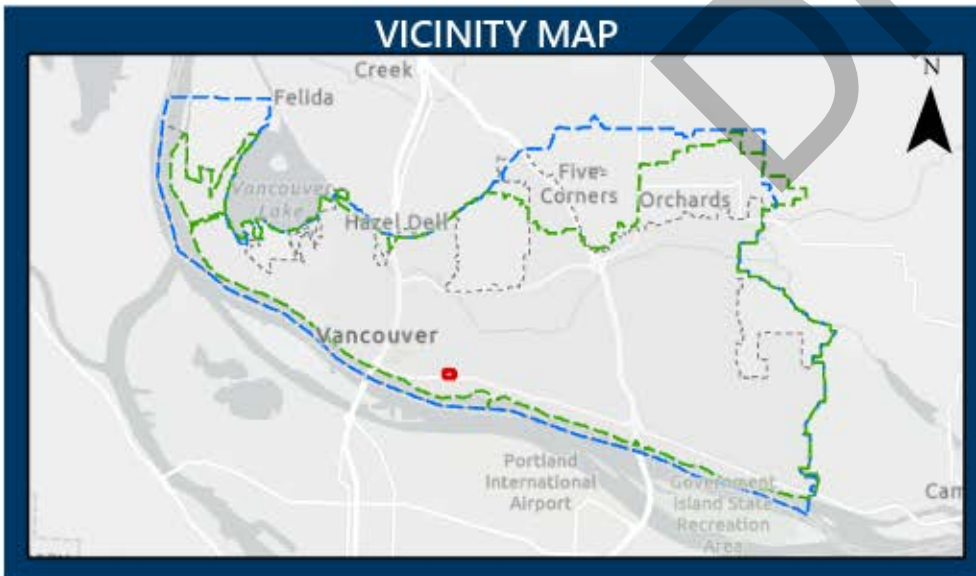 VICINITY MAP
Creek
N
Felida
Vancouver
Lake
Five
Corners
Orchards
Hazel Dell
Vancouver
Portland
International
Airport
Government
Island State
Recreation
Area
Cam